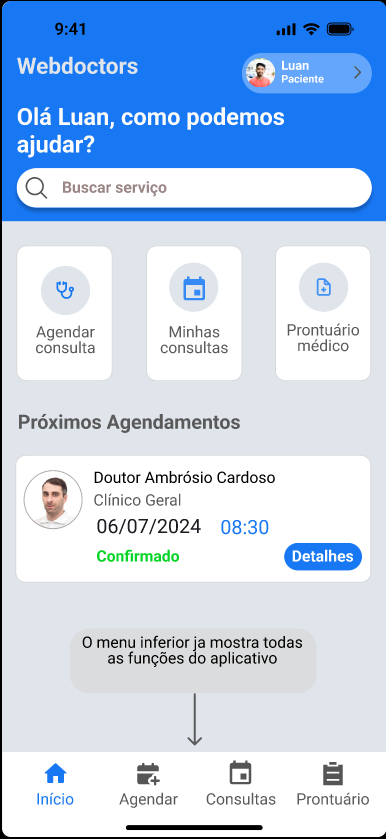 9:41
Webdoctors
Luan
Paciente
Olá Luan, como podemos
ajudar?
Buscar serviço
Agendar
consulta
Minhas
consultas
Prontuário
médico
Próximos Agendamentos
Doutor Ambrósio Cardoso
Clínico Geral
06/07/2024 08:30
Confirmado
Detalhes
O menu inferior ja mostra todas
as funções do aplicativo
Início
Agendar
Consultas
Prontuário